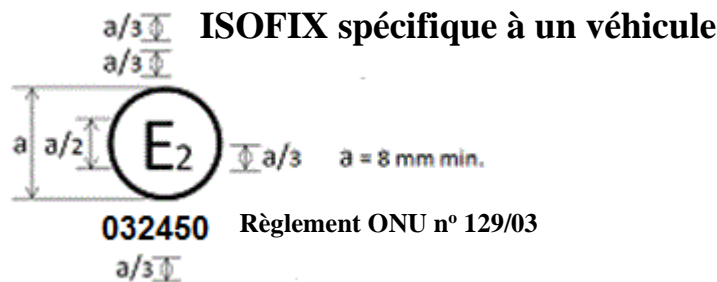 a/3 ISOFIX spécifique à un véhicule
a/3
a a/2 E2 a/3 a = 8 mm min.
032450 Règlement ONU nº 129/03
a/3